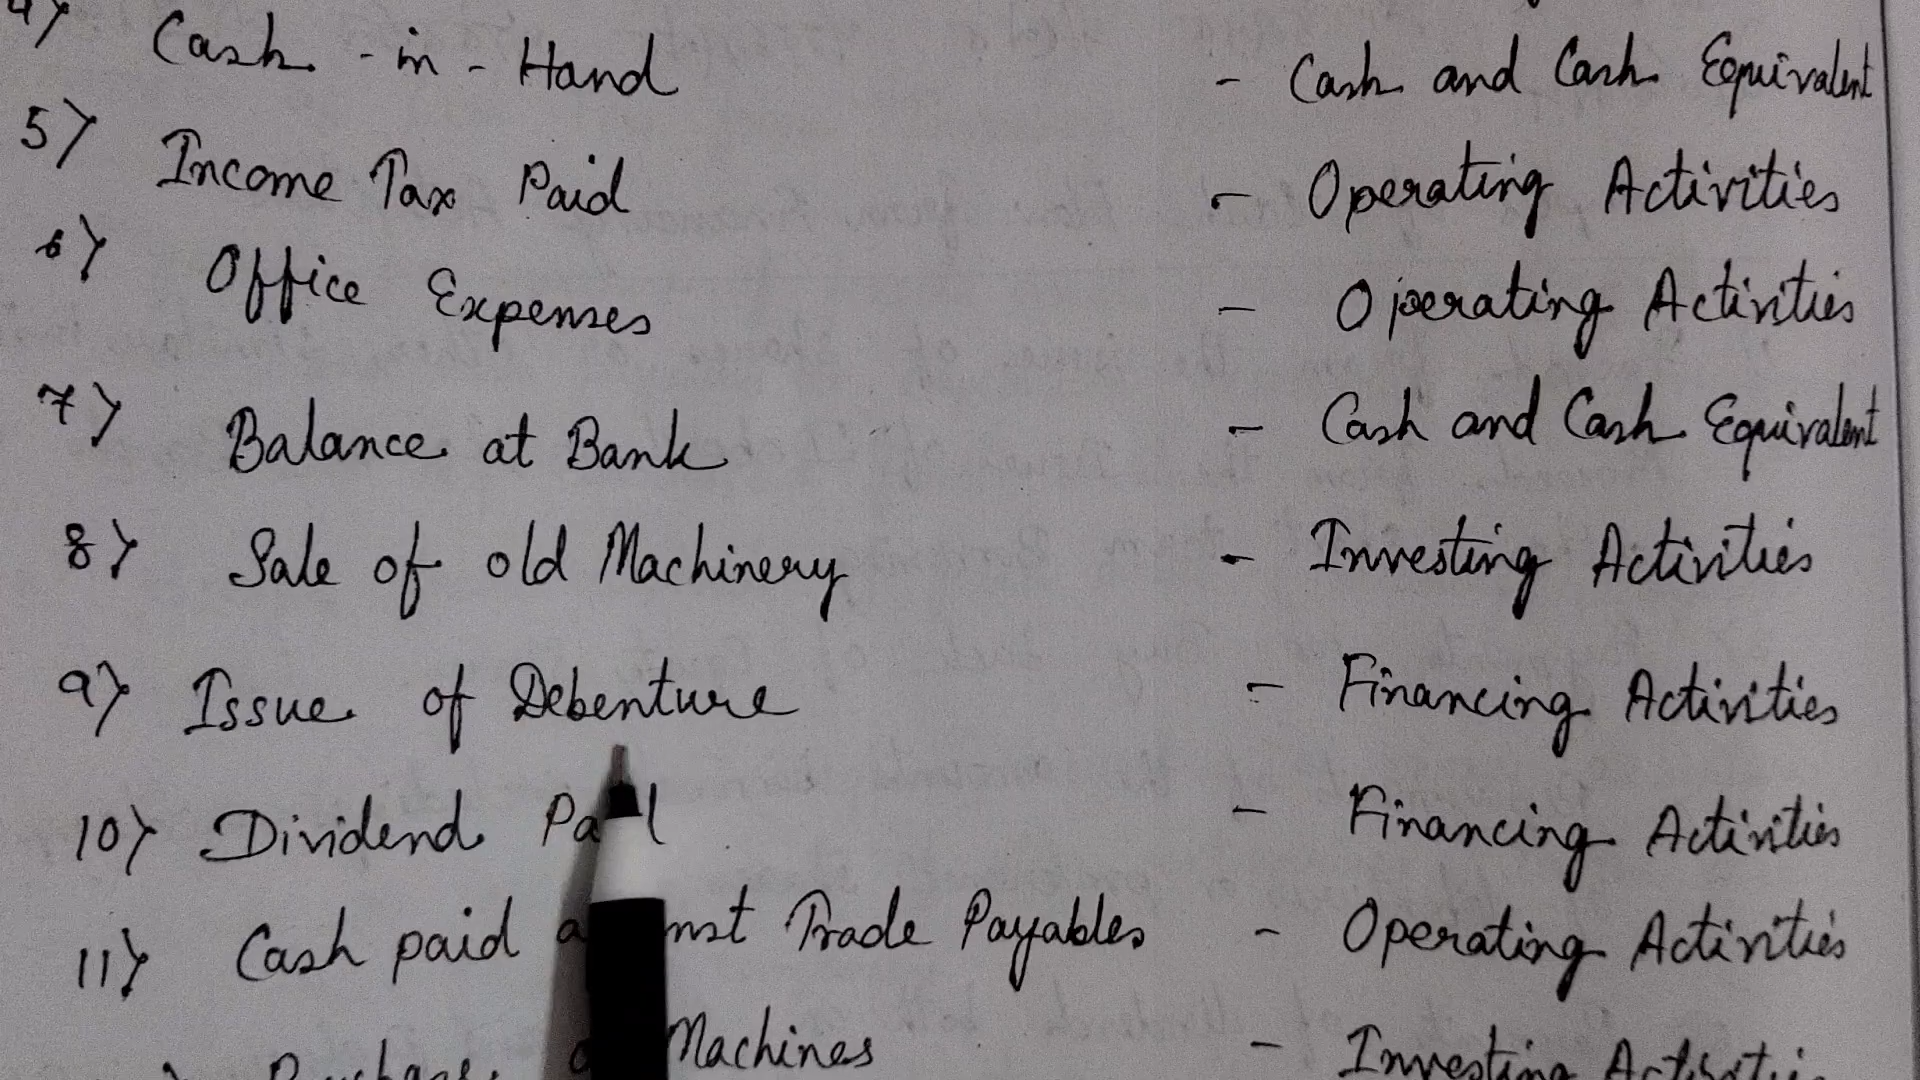 4) Cash-in-Hand - Cash and Cash Equivalent
5) Income Tax Paid - Operating Activities
6) Office Expenses - Operating Activities
7) Balance at Bank - Cash and Cash Equivalent
8) Sale of old Machinery - Investing Activities
9) Issue of Debenture - Financing Activities
10) Dividend - Financing Activities
11) Cash paid Trade Payables - Operating Activities
Purchase Machines - Investing Activities